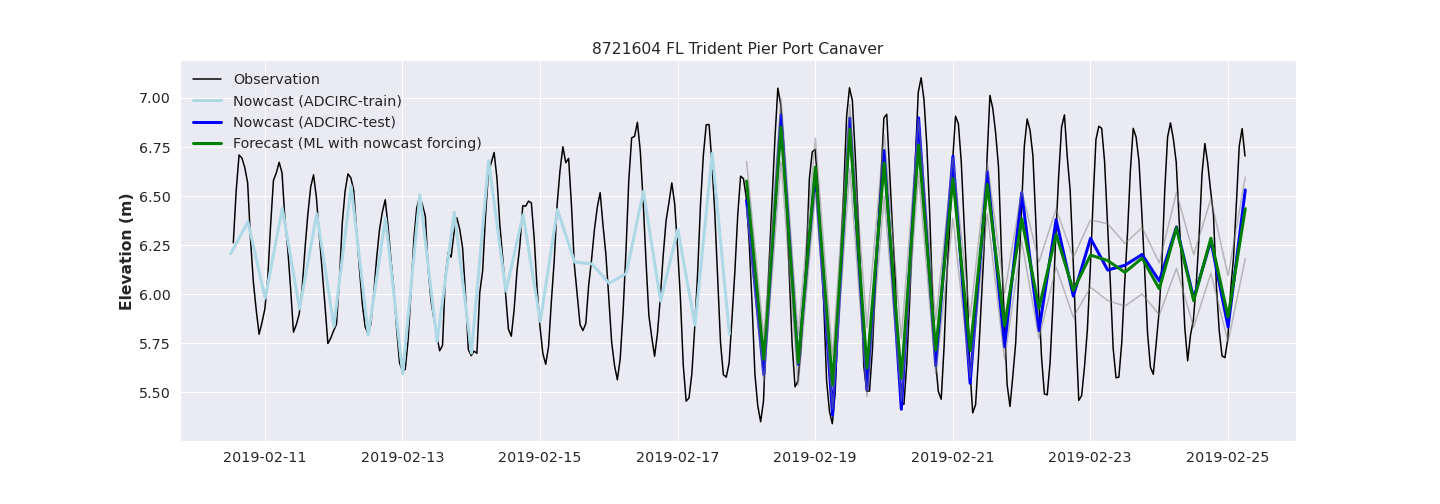 8721604 FL Trident Pier Port Canaver
Observation
Nowcast (ADCIRC-train)
Nowcast (ADCIRC-test)
Forecast (ML with nowcast forcing)
Elevation (m)
7.00
6.75
6.50
6.25
6.00
5.75
5.50
2019-02-11 2019-02-13 2019-02-15 2019-02-17 2019-02-19 2019-02-21 2019-02-23 2019-02-25